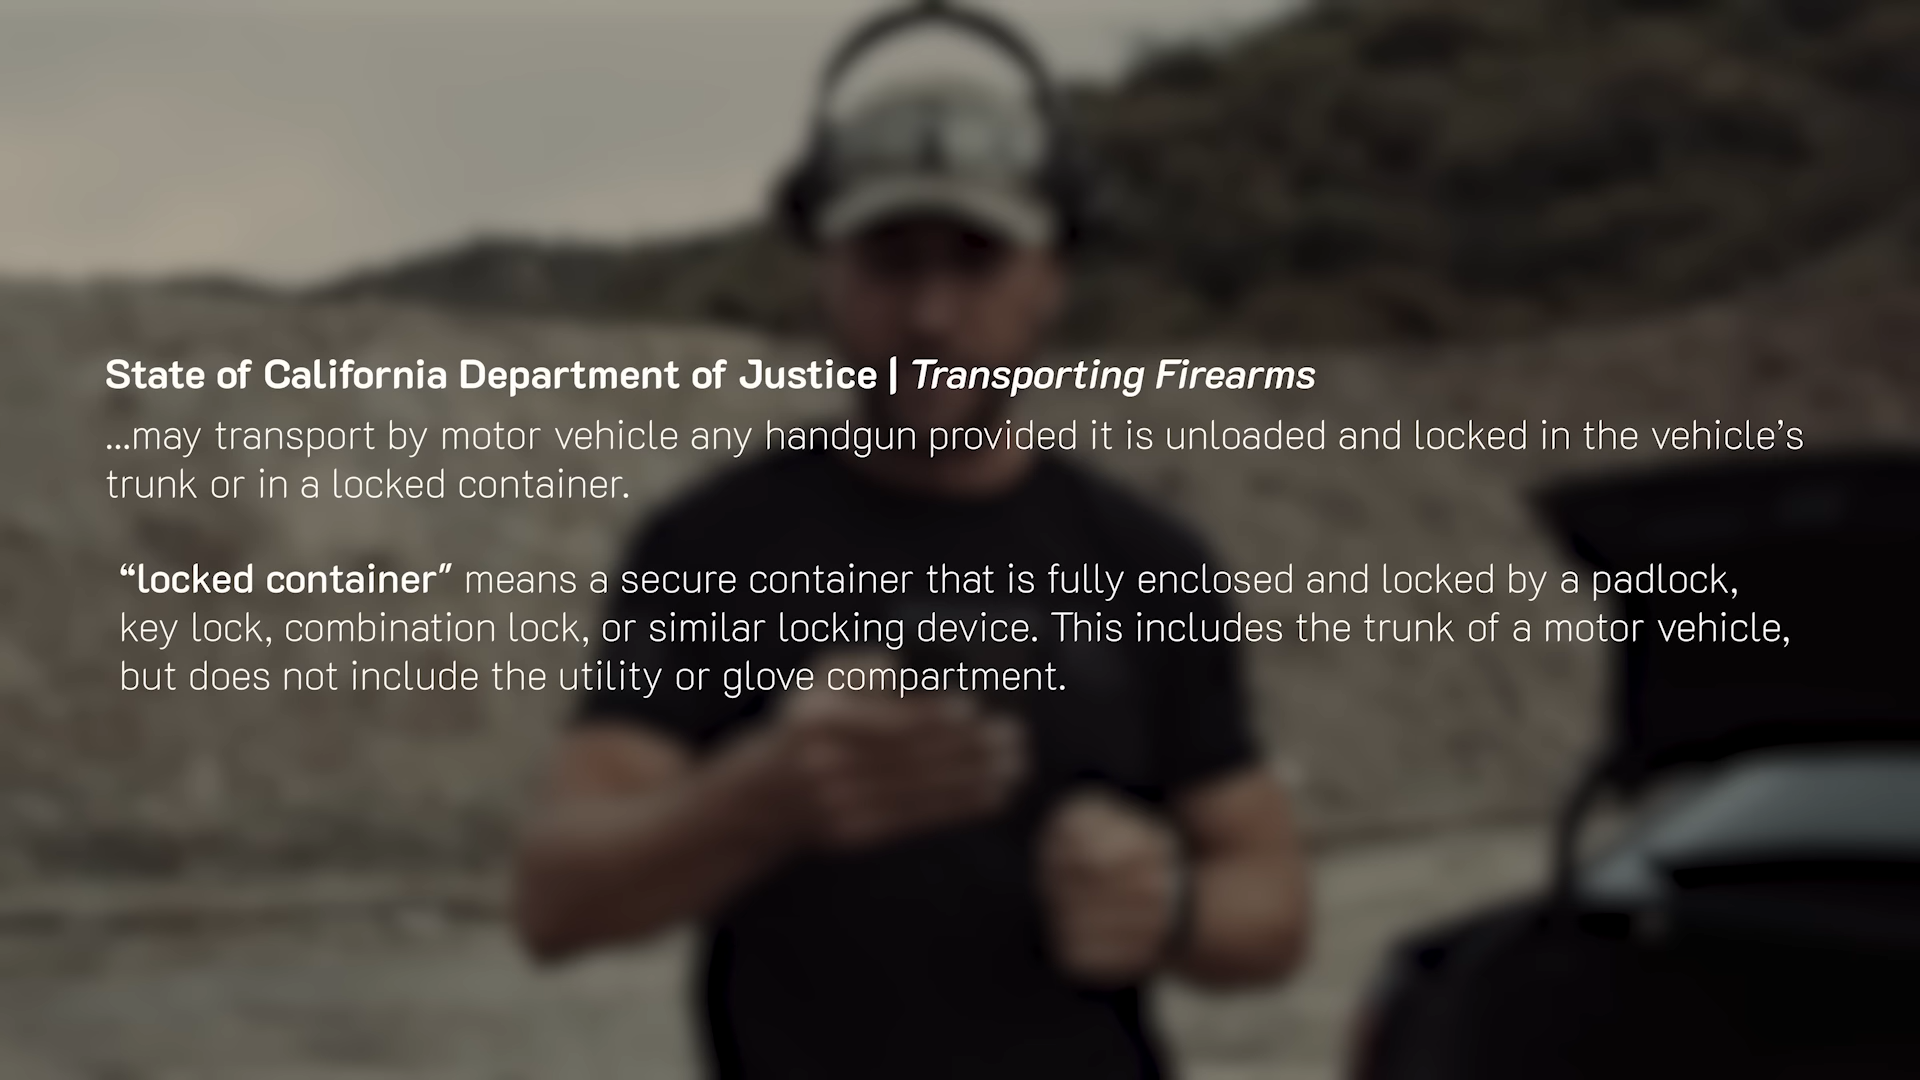 State of California Department of Justice | Transporting Firearms
...may transport by motor vehicle any handgun provided it is unloaded and locked in the vehicle's
trunk or in a locked container.
“locked container” means a secure container that is fully enclosed and locked by a padlock,
key lock, combination lock, or similar locking device. This includes the trunk of a motor vehicle,
but does not include the utility or glove compartment.